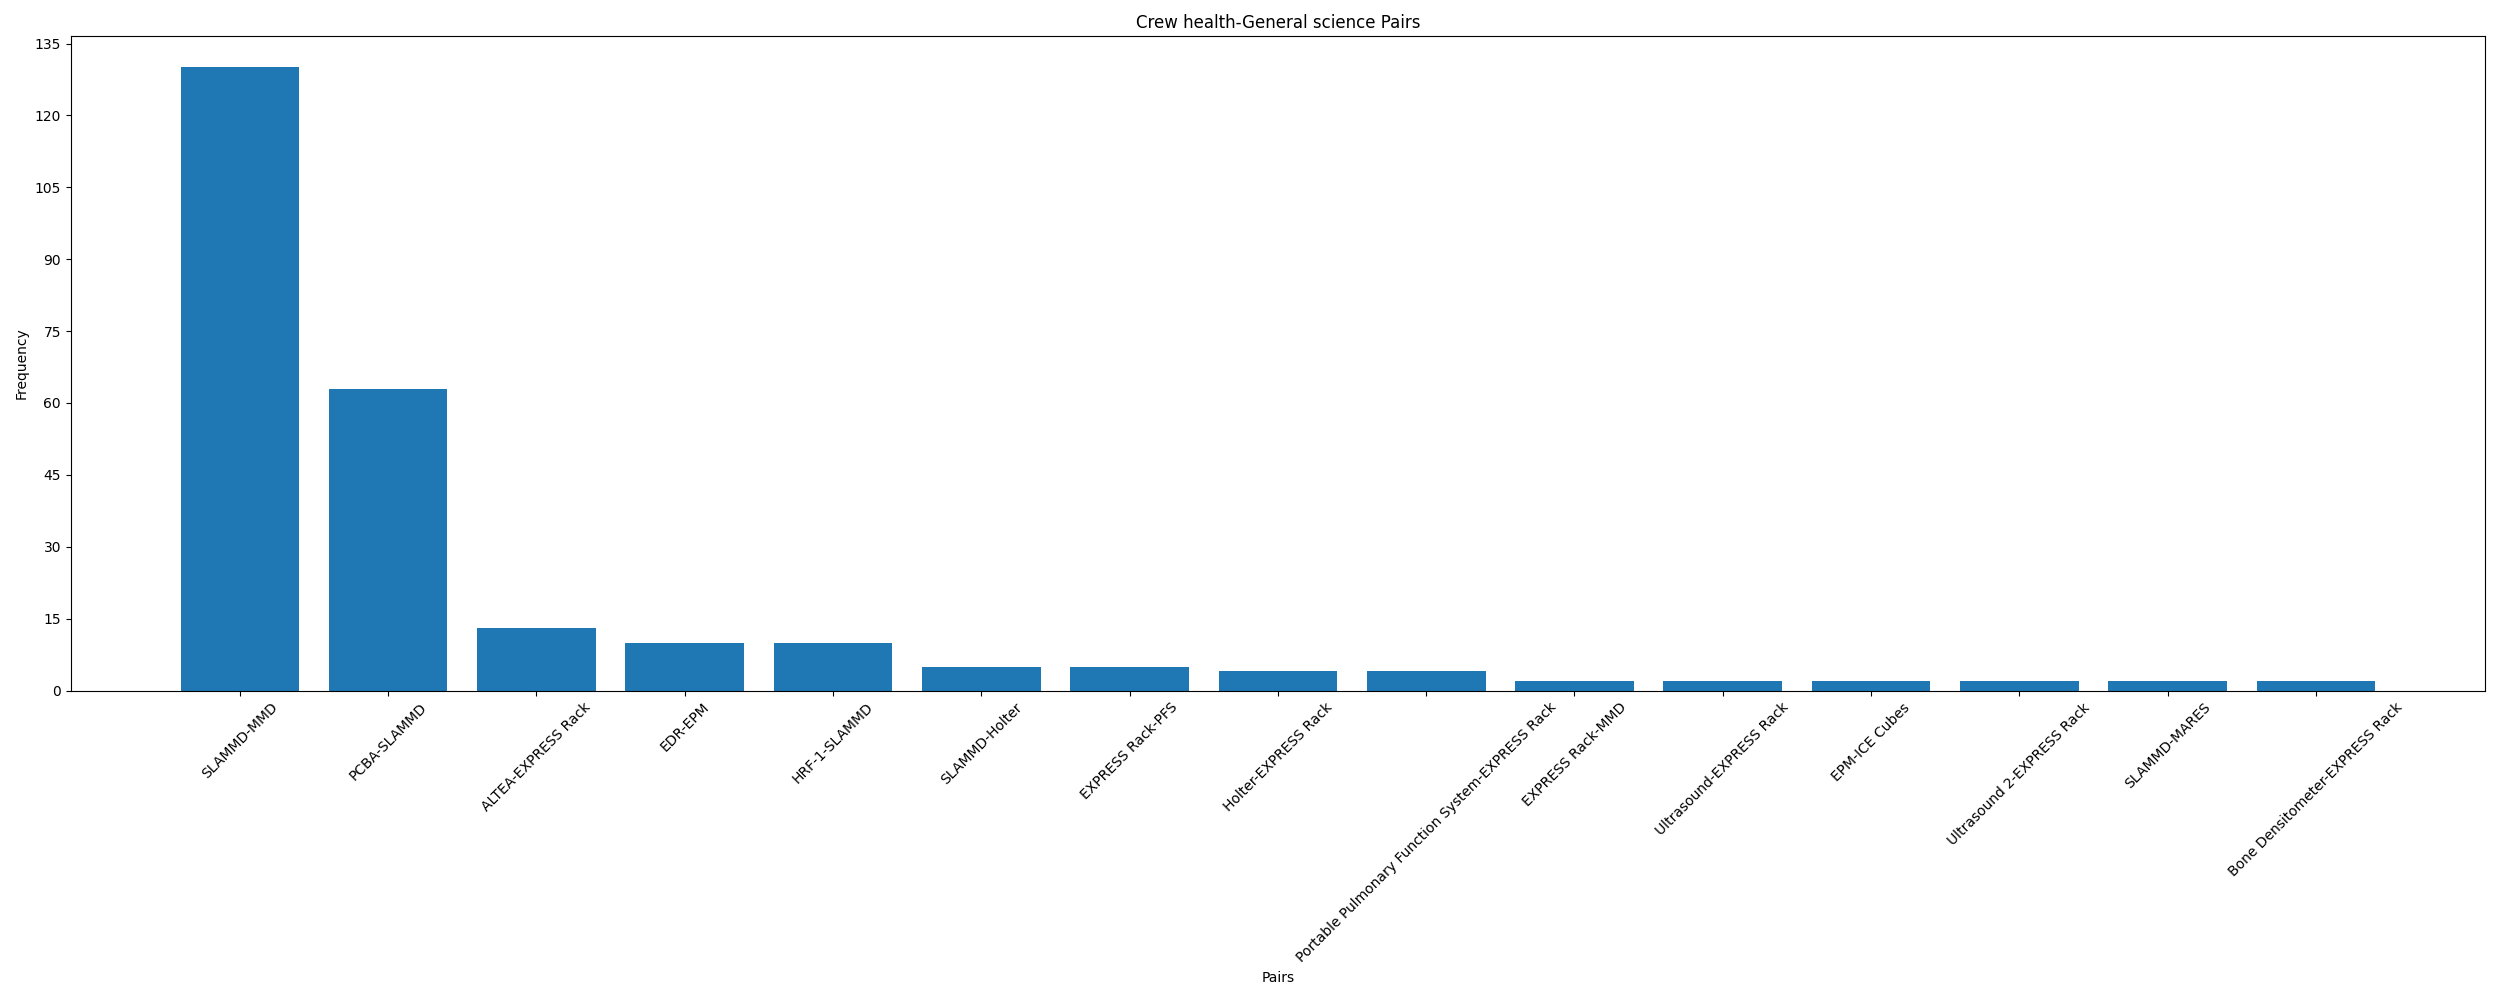 Crew health-General science Pairs
135
120
105
90
75
60
45
30
15
0
Frequency
SLAMMD-MMD
PCBA-SLAMMD
ALTEA-EXPRESS Rack
EDR-EPM
HRF-1-SLAMMD
SLAMMD-Holter
EXPRESS Rack-PFS
Holter-EXPRESS Rack
Portable Pulmonary Function System-EXPRESS Rack
EXPRESS Rack-MMD
Ultrasound-EXPRESS Rack
EPM-ICE Cubes
Ultrasound 2-EXPRESS Rack
SLAMMD-MARES
Bone Densitometer-EXPRESS Rack
Pairs